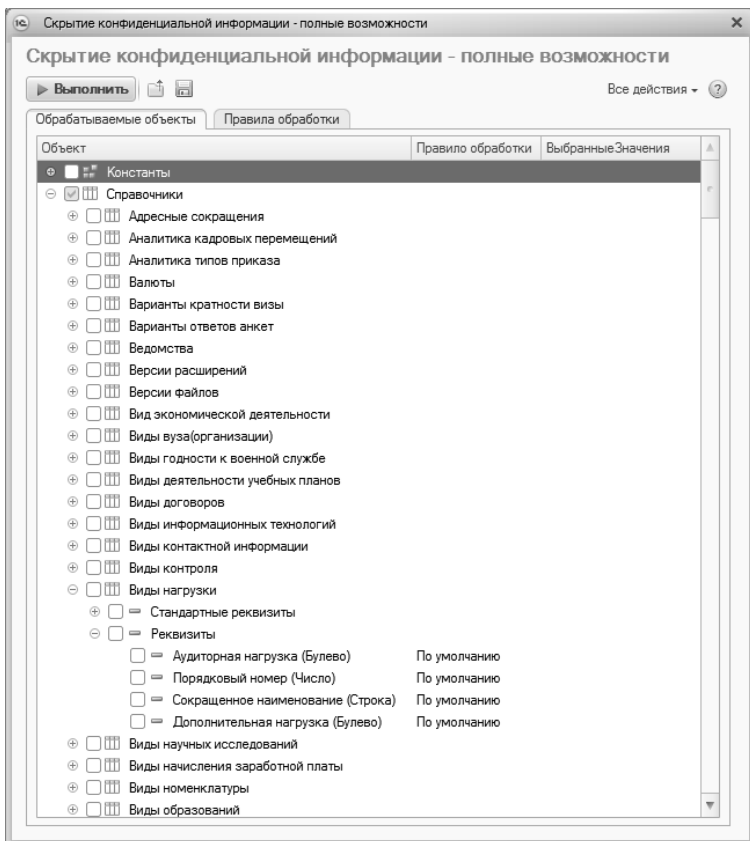 Скрытие конфиденциальной информации - полные возможности
Скрытие конфиденциальной информации - полные возможности
Выполнить Все действия
Обрабатываемые объекты Правила обработки
Объект Правило обработки ВыбранныеЗначения
Константы
Справочники
Адресные сокращения
Аналитика кадровых перемещений
Аналитика типов приказа
Валюты
Варианты кратности визы
Варианты ответов анкет
Ведомства
Версии расширений
Версии файлов
Вид экономической деятельности
Виды вуза(организации)
Виды годности к военной службе
Виды деятельности учебных планов
Виды договоров
Виды информационных технологий
Виды контактной информации
Виды контроля
Виды нагрузки
Стандартные реквизиты
Реквизиты
Аудиторная нагрузка (Булево) По умолчанию
Порядковый номер (Число) По умолчанию
Сокращенное наименование (Строка) По умолчанию
Дополнительная нагрузка (Булево) По умолчанию
Виды научных исследований
Виды начисления заработной платы
Виды номенклатуры
Виды образований